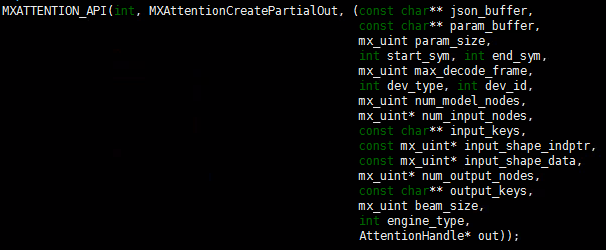 MXATTENTION_API(int, MXAttentionCreatePartialOut, (const char** json_buffer,
const char** param_buffer,
mx_uint param_size,
int start_sym, int end_sym,
mx_uint max_decode_frame,
int dev_type, int dev_id,
mx_uint num_model_nodes,
mx_uint* num_input_nodes,
const char** input_keys,
const mx_uint* input_shape_indptr,
const mx_uint* input_shape_data,
mx_uint* num_output_nodes,
const char** output_keys,
mx_uint beam_size,
int engine_type,
AttentionHandle* out));